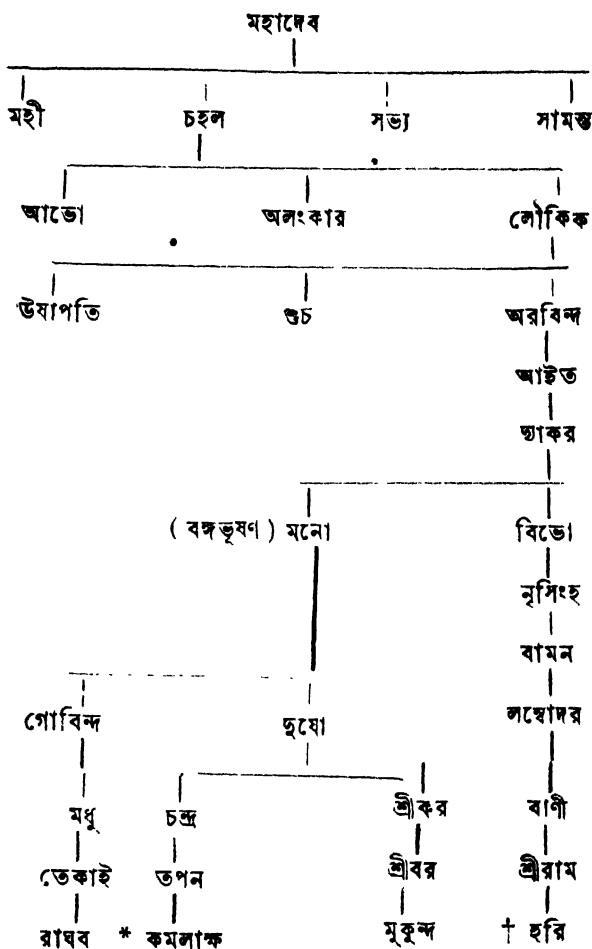 মহাদেব
মহী চহল সভ্য সামন্ত
আভো অলংকার লৌকিক
উষাপতি শুচ অরবিন্দ
আইত
দ্যাকর
( বঙ্গভূষণ ) মনো বিভো
নৃসিংহ
বামন
গোবিন্দ দুযো লম্বোদর
মধু চন্দ্র শ্রীকর বাণী
তেকাই তপন শ্রীবর শ্রীরাম
রাঘব * কমলাক্ষ মুকুন্দ † হরি